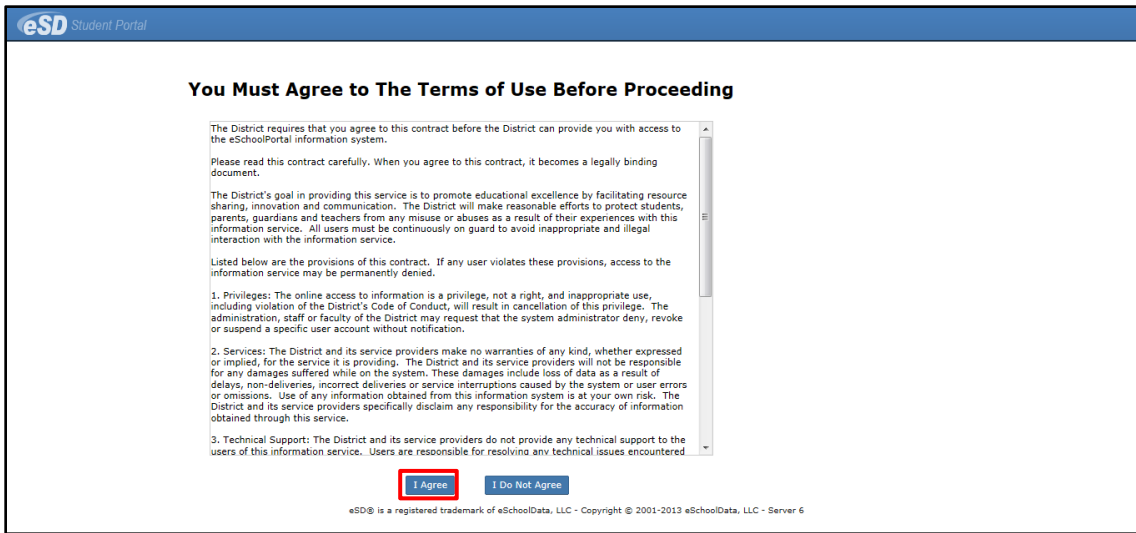 eSD Student Portal
You Must Agree to The Terms of Use Before Proceeding
The District requires that you agree to this contract before the District can provide you with access to
the eSchoolPortal information system.
Please read this contract carefully. When you agree to this contract, it becomes a legally binding
document.
The District's goal in providing this service is to promote educational excellence by facilitating resource
sharing, innovation and communication. The District will make reasonable efforts to protect students,
parents, guardians and teachers from any misuse or abuses as a result of their experiences with this
information service. All users must be continuously on guard to avoid inappropriate and illegal
interaction with the information service.
Listed below are the provisions of this contract. If any user violates these provisions, access to the
information service may be permanently denied.
1. Privileges: The online access to information is a privilege, not a right, and inappropriate use,
including violation of the District's Code of Conduct, will result in cancellation of this privilege. The
administration, staff or faculty of the District may request that the system administrator deny, revoke
or suspend a specific user account without notification.
2. Services: The District and its service providers make no warranties of any kind, whether expressed
or implied, for the service it is providing. The District and its service providers will not be responsible
for any damages suffered while on the system. These damages include loss of data as a result of
delays, non-deliveries, incorrect deliveries or service interruptions caused by the system or user errors
or omissions. Use of any information obtained from this information system is at your own risk. The
District and its service providers specifically disclaim any responsibility for the accuracy of information
obtained through this service.
3. Technical Support: The District and its service providers do not provide any technical support to the
users of this information service. Users are responsible for resolving any technical issues encountered
I Agree I Do Not Agree
eSD® is a registered trademark of eSchoolData, LLC - Copyright © 2001-2013 eSchoolData, LLC - Server 6